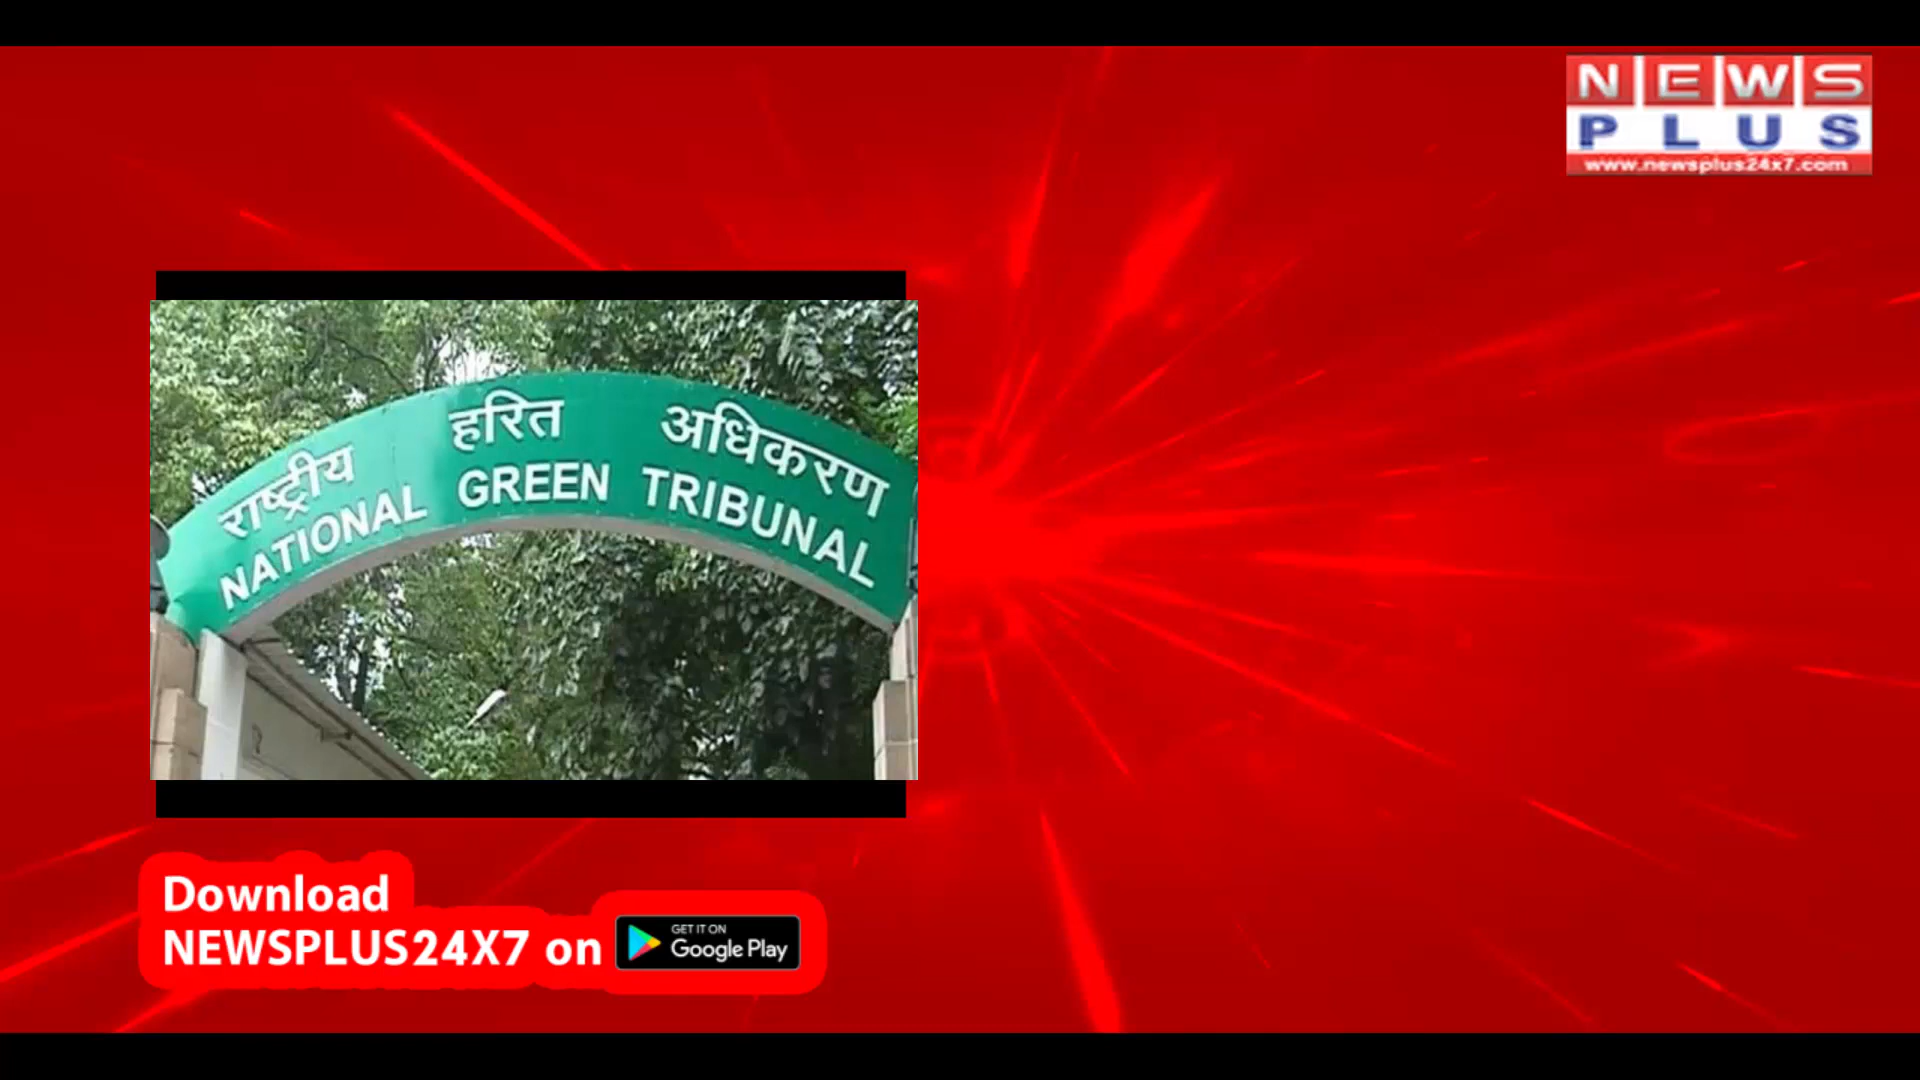 NEWS
PLUS
www.newsplus24x7.com
राष्ट्रीय हरित अधिकरण
NATIONAL GREEN TRIBUNAL
Download
NEWSPLUS24X7 on
GET IT ON
Google Play